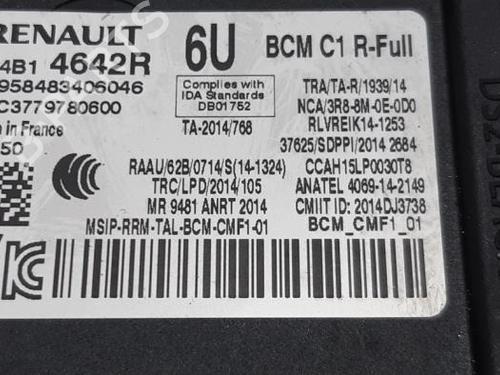 RENAULT
6U
BCM C1 R-Full
4B1 4642R
958483406046
C3779780600
in France
50
Complies with
IDA Standards
DB01752
TA-2014/768
TRA/TA-R/1939/14
NCA/3R8-8M-0E-0D0
RLVREIK14-1253
37625/SDPPI/2014 2684
RAAU/62B/0714/S(14-1324)
CCAH15LP0030T8
TRC/LPD/2014/105
ANATEL 4069-14-2149
MR 9481 ANRT 2014
CMIIT ID: 2014DJ3738
MSIP-RRM-TAL-BCM-CMF1-01
BCM_CMF1_01